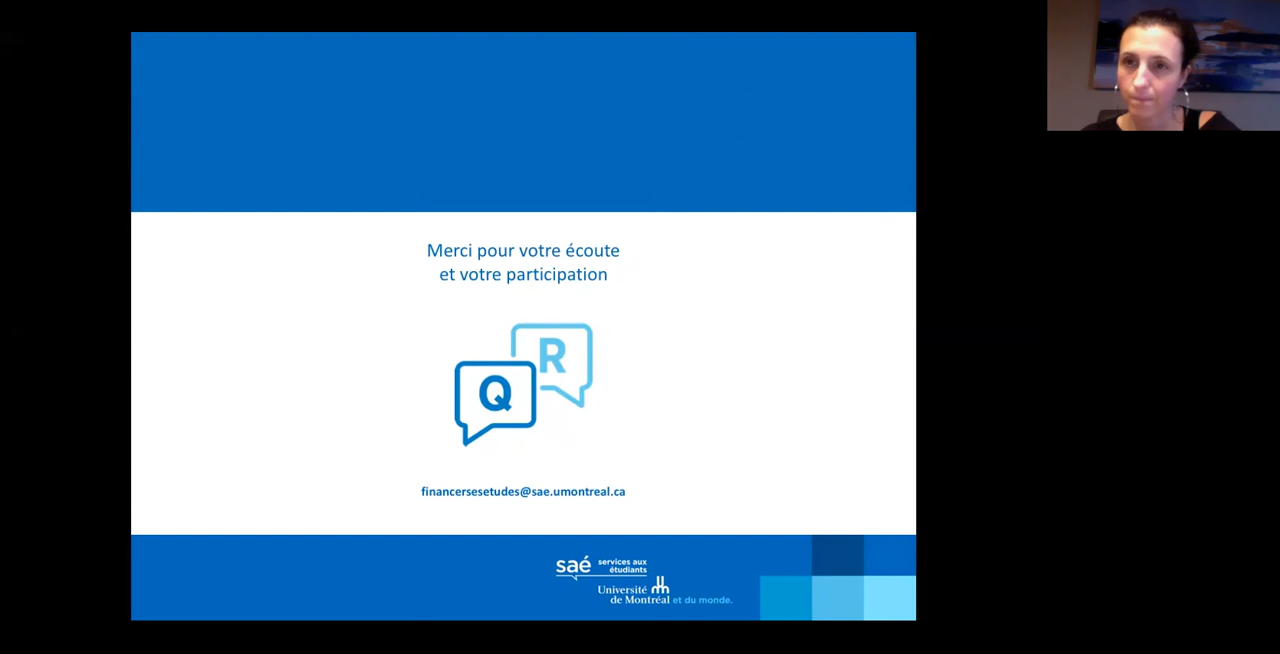 Merci pour votre écoute
et votre participation
R
Q
financersesetudes@sae.umontreal.ca
saé services aux
étudiants
Université
de Montréal et du monde.